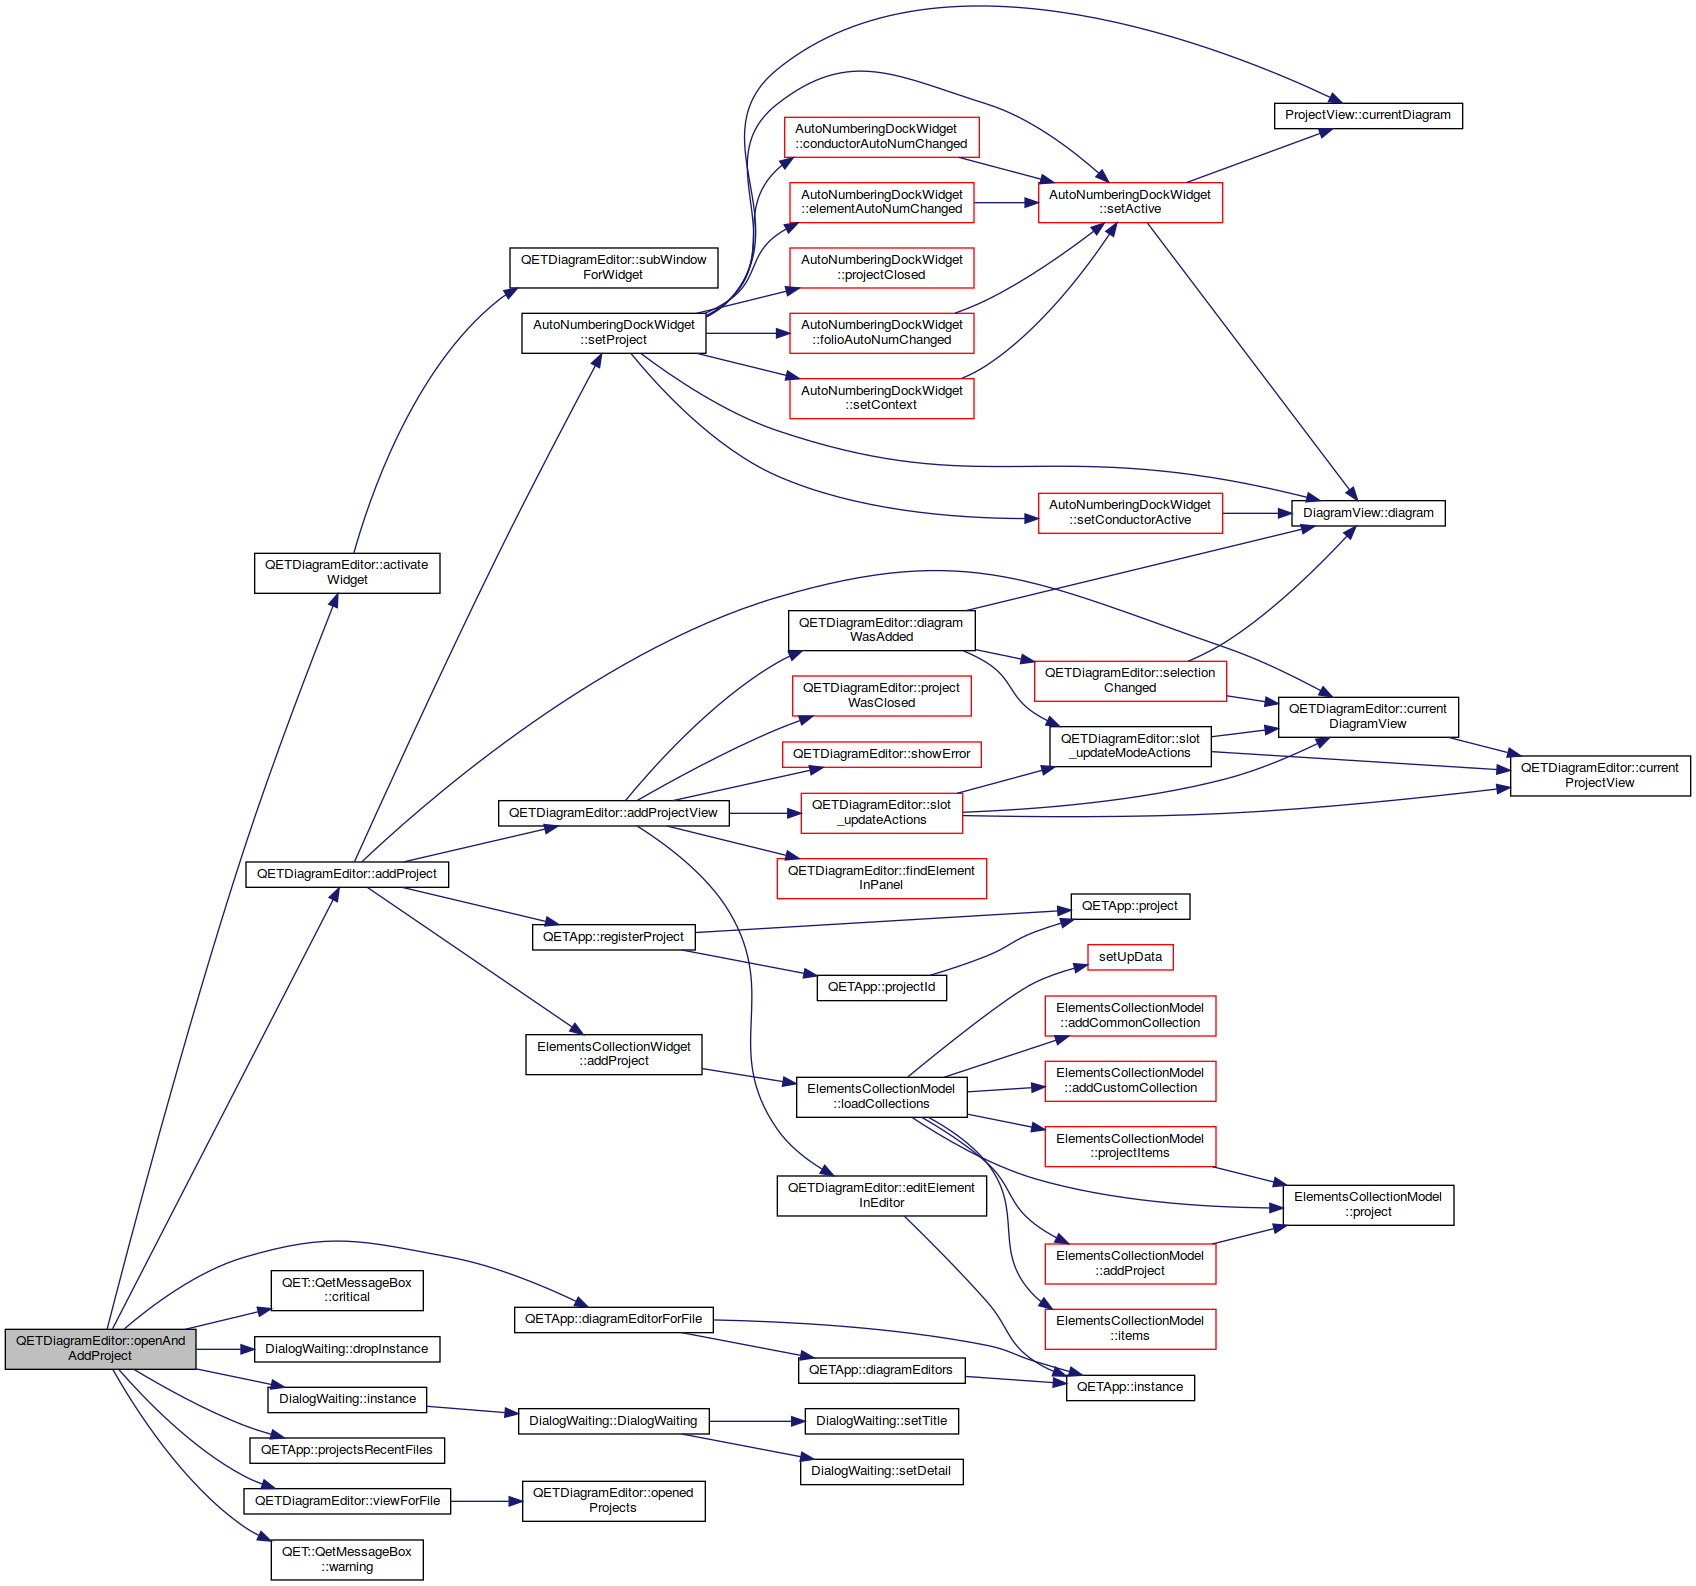 ProjectView::currentDiagram
AutoNumberingDockWidget
::conductorAutoNumChanged
AutoNumberingDockWidget
::elementAutoNumChanged
AutoNumberingDockWidget
::setActive
QETDiagramEditor::subWindow
ForWidget
AutoNumberingDockWidget
::projectClosed
AutoNumberingDockWidget
::setProject
AutoNumberingDockWidget
::folioAutoNumChanged
AutoNumberingDockWidget
::setContext
AutoNumberingDockWidget
::setConductorActive
DiagramView::diagram
QETDiagramEditor::activate
Widget
QETDiagramEditor::diagram
WasAdded
QETDiagramEditor::selection
Changed
QETDiagramEditor::project
WasClosed
QETDiagramEditor::current
DiagramView
QETDiagramEditor::slot
_updateModeActions
QETDiagramEditor::showError
QETDiagramEditor::current
ProjectView
QETDiagramEditor::addProjectView
QETDiagramEditor::slot
_updateActions
QETDiagramEditor::addProject
QETDiagramEditor::findElement
InPanel
QETApp::project
QETApp::registerProject
setUpData
QETApp::projectId
ElementsCollectionModel
::addCommonCollection
ElementsCollectionWidget
::addProject
ElementsCollectionModel
::addCustomCollection
ElementsCollectionModel
::loadCollections
ElementsCollectionModel
::projectItems
QETDiagramEditor::editElement
InEditor
ElementsCollectionModel
::project
ElementsCollectionModel
::addProject
QET::QetMessageBox
::critical
QETApp::diagramEditorForFile
ElementsCollectionModel
::items
QETDiagramEditor::openAnd
AddProject
DialogWaiting::dropInstance
QETApp::diagramEditors
QETApp::instance
DialogWaiting::instance
DialogWaiting::DialogWaiting
DialogWaiting::setTitle
QETApp::projectsRecentFiles
DialogWaiting::setDetail
QETDiagramEditor::viewForFile
QETDiagramEditor::opened
Projects
QET::QetMessageBox
::warning